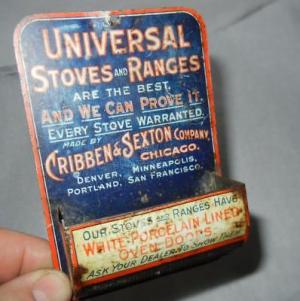 UNIVERSAL
STOVES AND RANGES
ARE THE BEST.
AND WE CAN PROVE IT.
EVERY STOVE WARRANTED.
MADE BY
CRIBBEN & SEXTON COMPANY,
CHICAGO.
DENVER, MINNEAPOLIS,
PORTLAND, SAN FRANCISCO.
OUR STOVES AND RANGES HAVE
WHITE PORCELAIN LINED
OVEN DOORS.
ASK YOUR DEALER TO SHOW THEM.